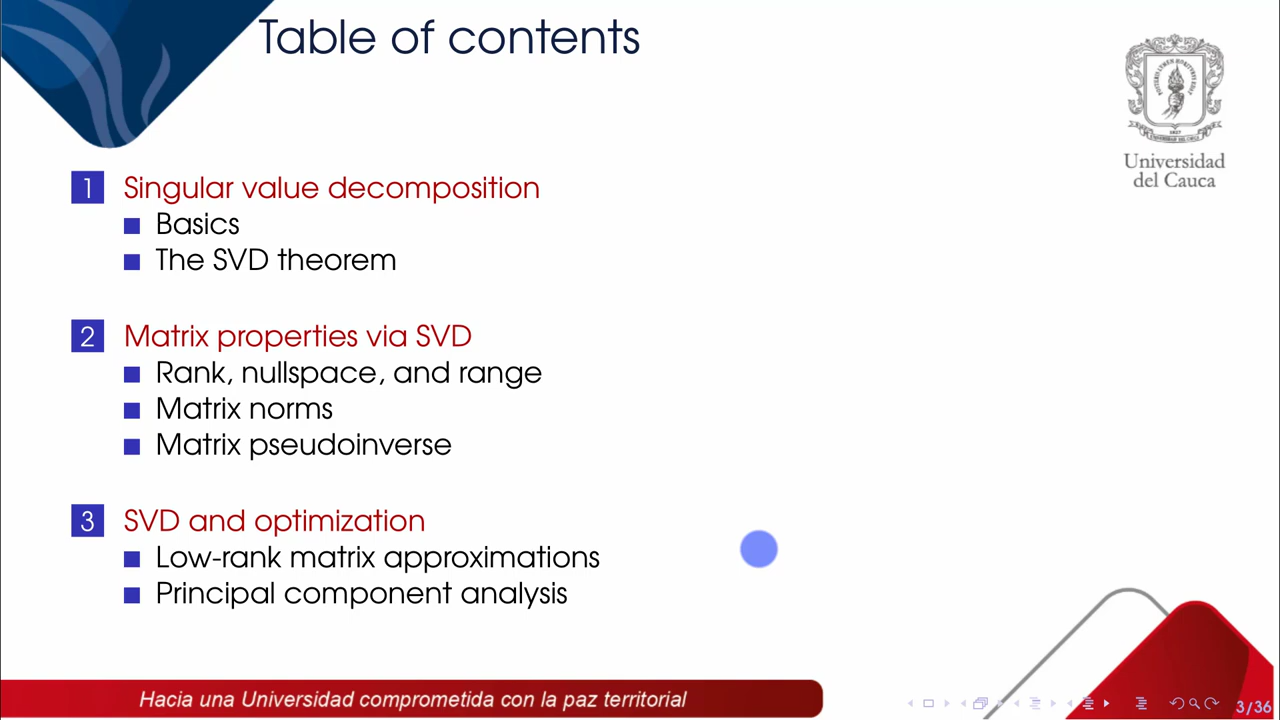 Table of contents
Universidad
del Cauca
1 Singular value decomposition
Basics
The SVD theorem
2 Matrix properties via SVD
Rank, nullspace, and range
Matrix norms
Matrix pseudoinverse
3 SVD and optimization
Low-rank matrix approximations
Principal component analysis
Hacia una Universidad comprometida con la paz territorial
3/36